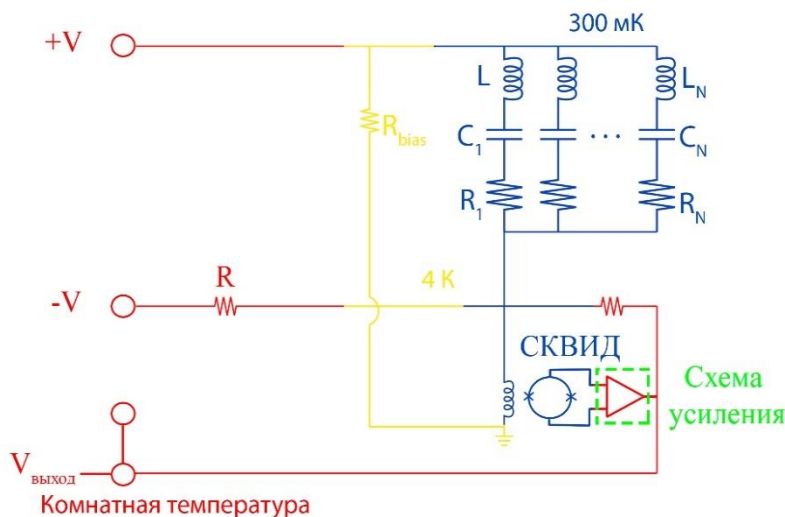 +V
300 мК
L
L_N
R_bias
C_1
...
C_N
R_1
R_N
-V
R
4 К
СКВИД
Схема
усиления
V_выход
Комнатная температура